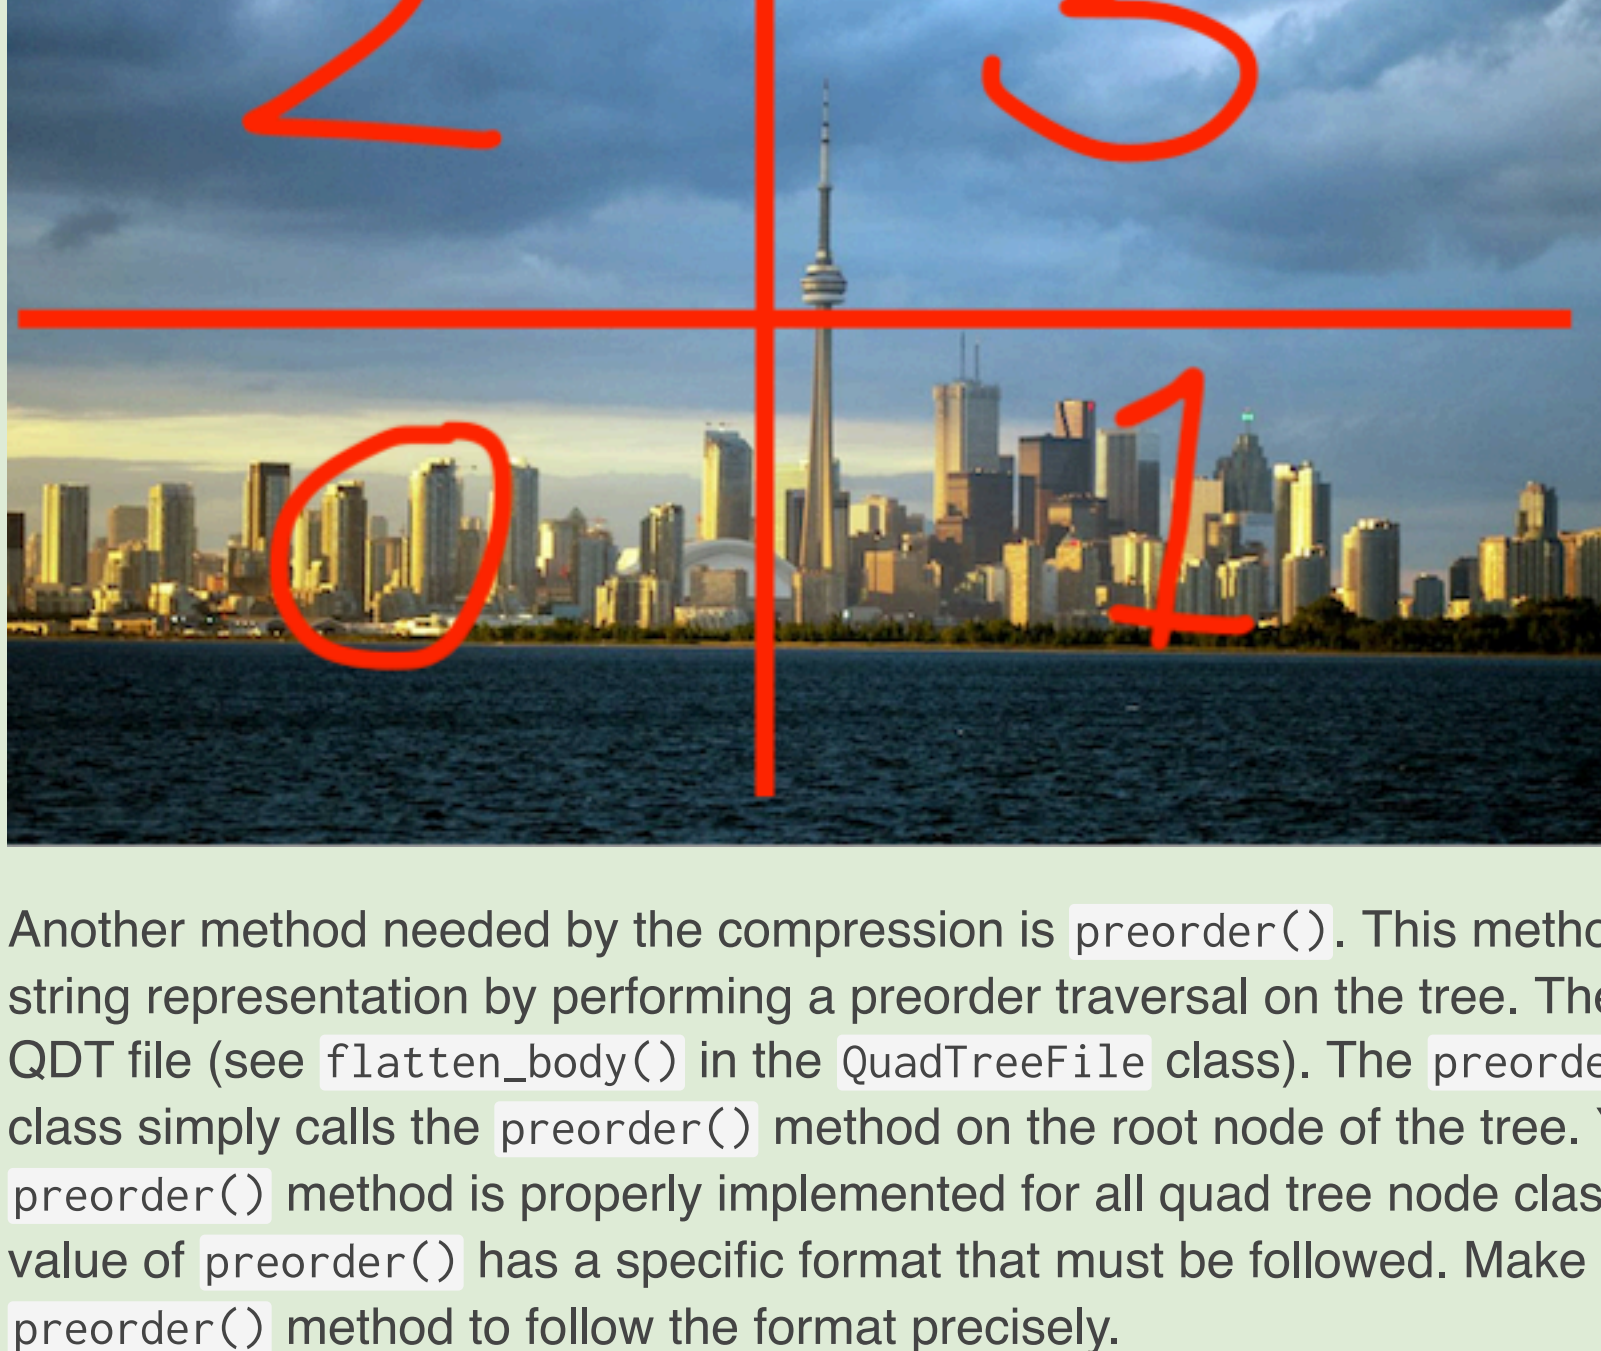 2 3
0 1
Another method needed by the compression is preorder(). This metho
string representation by performing a preorder traversal on the tree. The
QDT file (see flatten_body() in the QuadTreeFile class). The preorde
class simply calls the preorder() method on the root node of the tree. Y
preorder() method is properly implemented for all quad tree node clas
value of preorder() has a specific format that must be followed. Make
preorder() method to follow the format precisely.